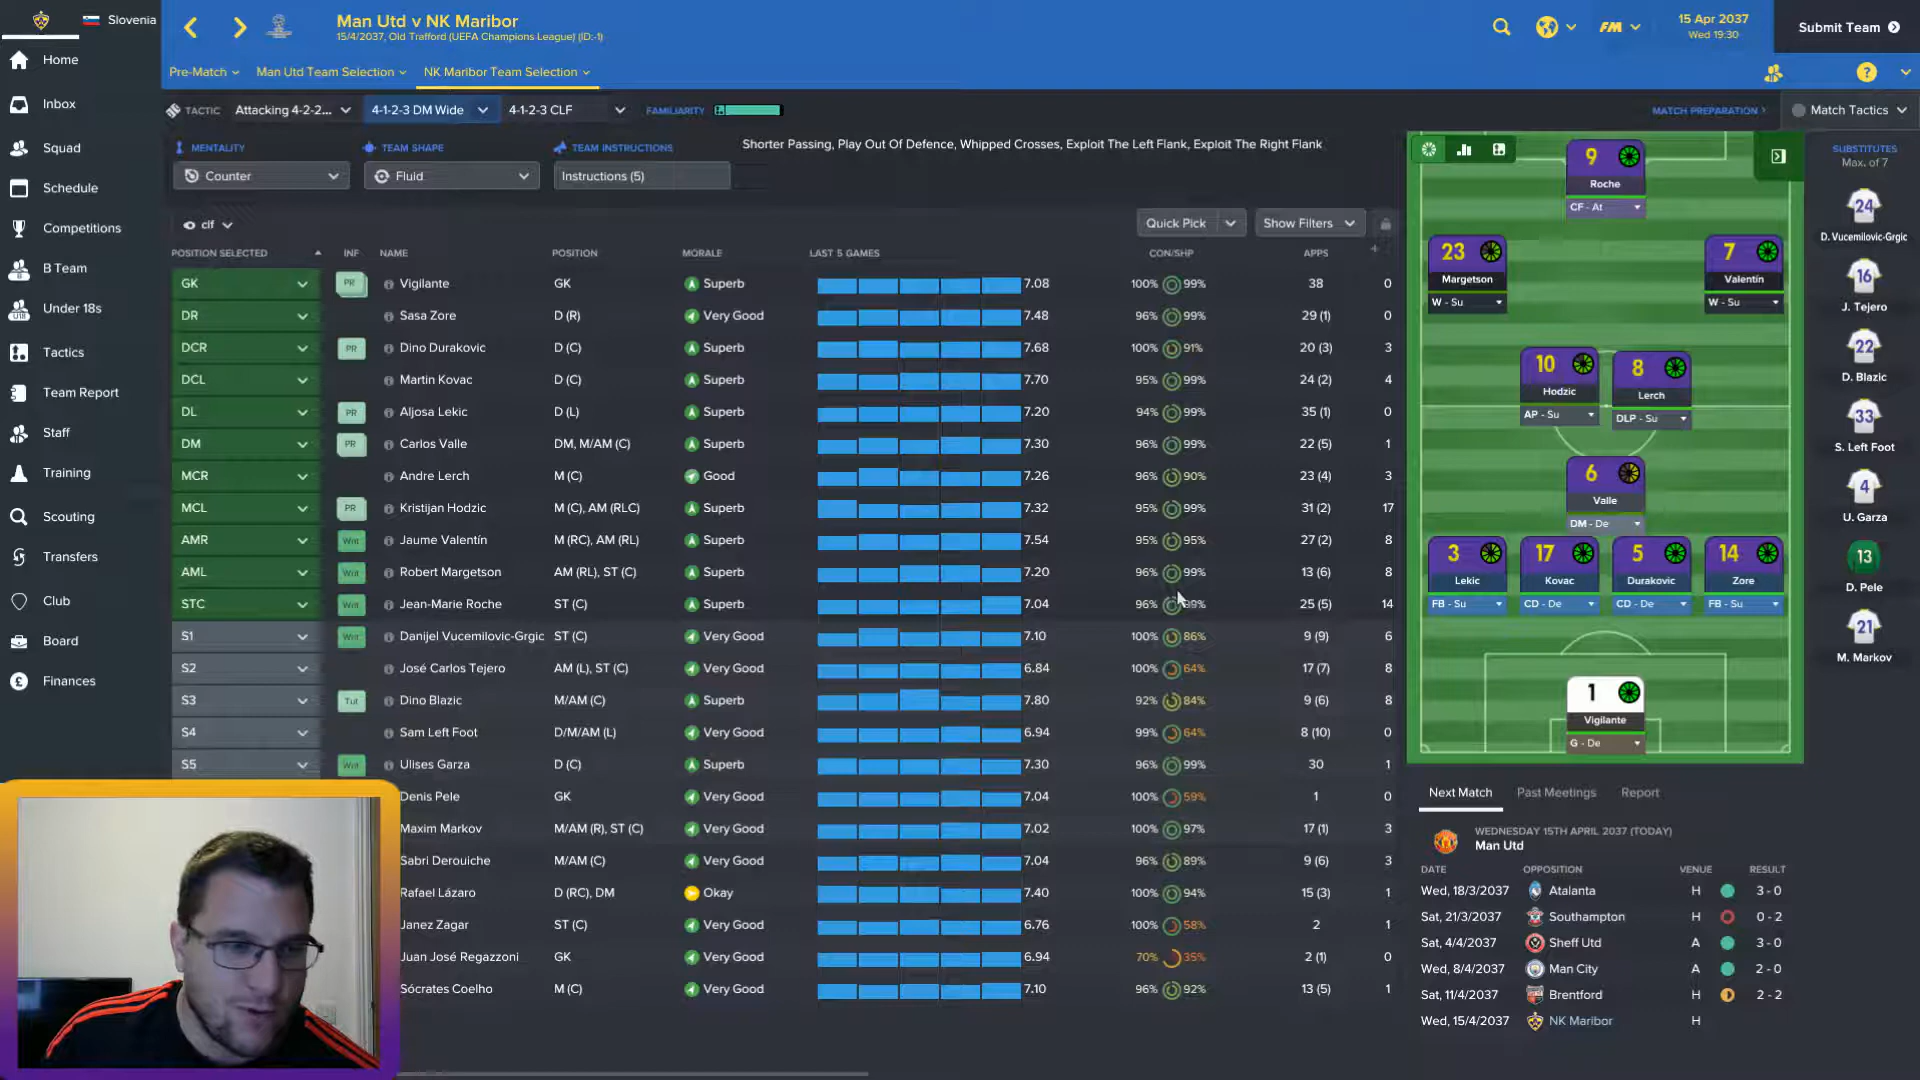 Slovenia
Man Utd v NK Maribor
15/4/2037, Old Trafford (UEFA Champions League) (ID:-1)
FM
15 Apr 2037
Wed 19:30
Submit Team
Pre-Match
Man Utd Team Selection
NK Maribor Team Selection
?
Home
Inbox
Squad
Schedule
Competitions
B Team
Under 18s
Tactics
Team Report
Staff
Training
Scouting
Transfers
Club
Board
Finances
TACTIC
Attacking 4-2-2...
4-1-2-3 DM Wide
4-1-2-3 CLF
FAMILIARITY
MATCH PREPARATION >
Match Tactics
MENTALITY
Counter
TEAM SHAPE
Fluid
TEAM INSTRUCTIONS
Instructions (5)
Shorter Passing, Play Out Of Defence, Whipped Crosses, Exploit The Left Flank, Exploit The Right Flank
clf
Quick Pick
Show Filters
POSITION SELECTED INF NAME POSITION MORALE LAST 5 GAMES CON/SHP APPS
GK PR Vigilante GK Superb 7.08 100% 99% 38 0
DR Sasa Zore D (R) Very Good 7.48 96% 99% 29 (1) 0
DCR PR Dino Durakovic D (C) Superb 7.68 100% 91% 20 (3) 3
DCL Martin Kovac D (C) Superb 7.70 95% 99% 24 (2) 4
DL PR Aljosa Lekic D (L) Superb 7.20 94% 99% 35 (1) 0
DM PR Carlos Valle DM, M/AM (C) Superb 7.30 96% 99% 22 (5) 1
MCR Andre Lerch M (C) Good 7.26 96% 90% 23 (4) 3
MCL PR Kristijan Hodzic M (C), AM (RLC) Superb 7.32 95% 99% 31 (2) 17
AMR Wnt Jaume Valentín M (RC), AM (RL) Superb 7.54 95% 95% 27 (2) 8
AML Wnt Robert Margetson AM (RL), ST (C) Superb 7.20 96% 99% 13 (6) 8
STC Wnt Jean-Marie Roche ST (C) Superb 7.04 96% 25 (5) 14
S1 Wnt Danijel Vucemilovic-Grgic ST (C) Very Good 7.10 100% 86% 9 (9) 6
S2 José Carlos Tejero AM (L), ST (C) Very Good 6.84 100% 64% 17 (7) 8
S3 Tut Dino Blazic M/AM (C) Superb 7.80 92% 84% 9 (6) 8
S4 Sam Left Foot D/M/AM (L) Very Good 6.94 99% 64% 8 (10) 0
S5 Wnt Ulises Garza D (C) Superb 7.30 96% 99% 30 1
Denis Pele GK Very Good 7.04 100% 59% 1 0
Maxim Markov M/AM (R), ST (C) Very Good 7.02 100% 97% 17 (1) 3
Sabri Derouiche M/AM (C) Very Good 7.04 96% 89% 9 (6) 3
Rafael Lázaro D (RC), DM Okay 7.40 100% 94% 15 (3) 1
Janez Zagar ST (C) Very Good 6.76 100% 58% 2 1
Juan José Regazzoni GK Very Good 6.94 70% 35% 2 (1) 0
Sócrates Coelho M (C) Very Good 7.10 96% 92% 13 (5) 1
9
Roche
CF - At
23 7
Margetson Valentín
W - Su W - Su
10 8
Hodzic Lerch
AP - Su DLP - Su
6
Valle
DM - De
3 17 5 14
Lekic Kovac Durakovic Zore
FB - Su CD - De CD - De FB - Su
1
Vigilante
G - De
SUBSTITUTES
Max. of 7
24
D. Vucemilovic-Grgic
16
J. Tejero
22
D. Blazic
33
S. Left Foot
4
U. Garza
13
D. Pele
21
M. Markov
Next Match Past Meetings Report
WEDNESDAY 15TH APRIL 2037 (TODAY)
Man Utd
DATE OPPOSITION VENUE RESULT
Wed, 18/3/2037 Atalanta H 3 - 0
Sat, 21/3/2037 Southampton H 0 - 2
Sat, 4/4/2037 Sheff Utd A 3 - 0
Wed, 8/4/2037 Man City A 2 - 0
Sat, 11/4/2037 Brentford H 2 - 2
Wed, 15/4/2037 NK Maribor H